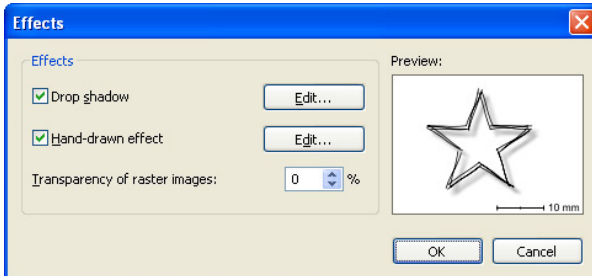 Effects
Effects
Drop shadow
Edit...
Hand-drawn effect
Edit...
Transparency of raster images:
0 %
Preview:
10 mm
OK
Cancel